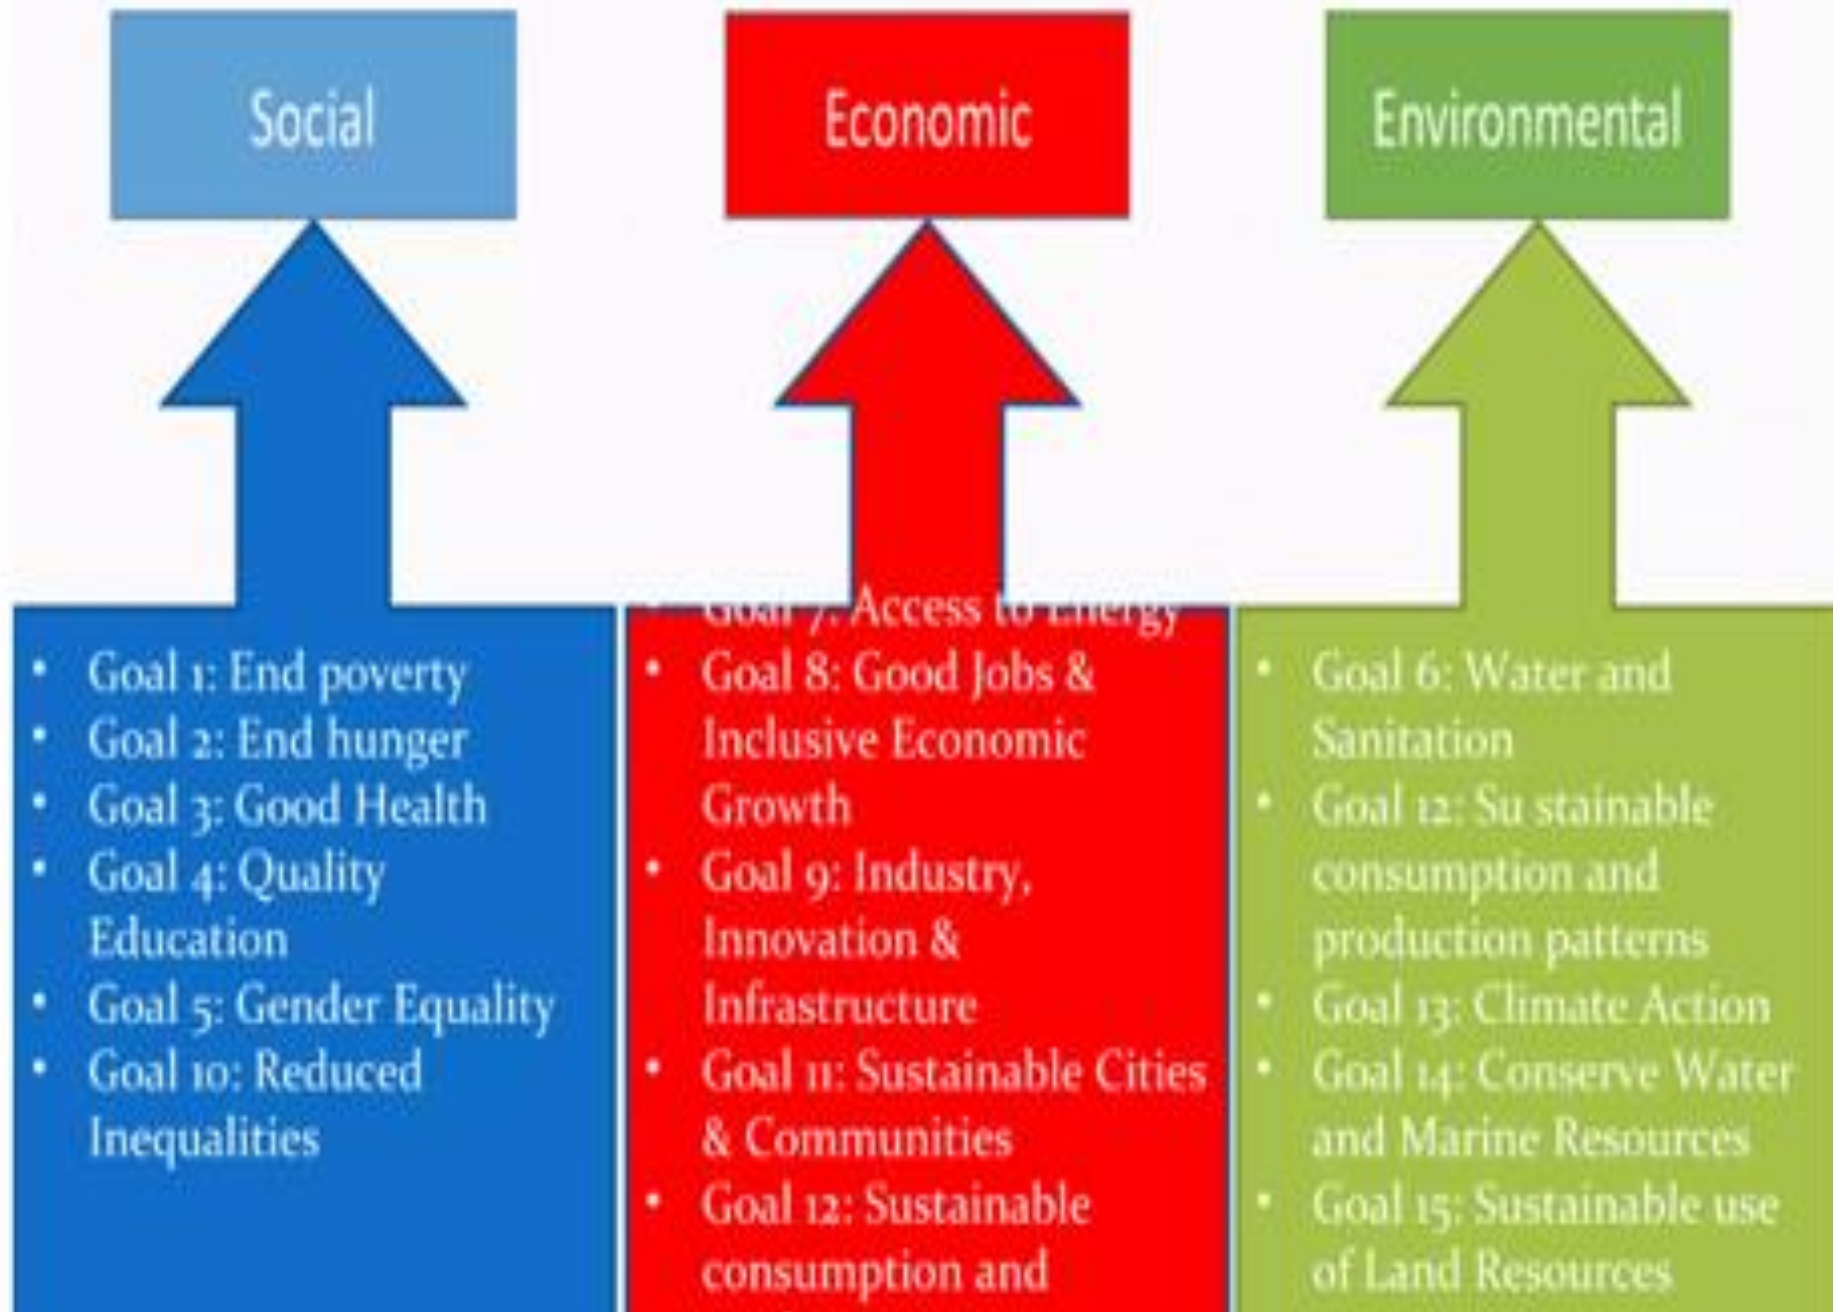 Social
Economic
Environmental
• Goal 1: End poverty
• Goal 2: End hunger
• Goal 3: Good Health
• Goal 4: Quality
Education
• Goal 5: Gender Equality
• Goal 10: Reduced
Inequalities
• Goal 7: Access to Energy
• Goal 8: Good Jobs &
Inclusive Economic
Growth
• Goal 9: Industry,
Innovation &
Infrastructure
• Goal 11: Sustainable Cities
& Communities
• Goal 12: Sustainable
consumption and
• Goal 6: Water and
Sanitation
• Goal 12: Su stainable
consumption and
production patterns
• Goal 13: Climate Action
• Goal 14: Conserve Water
and Marine Resources
• Goal 15: Sustainable use
of Land Resources